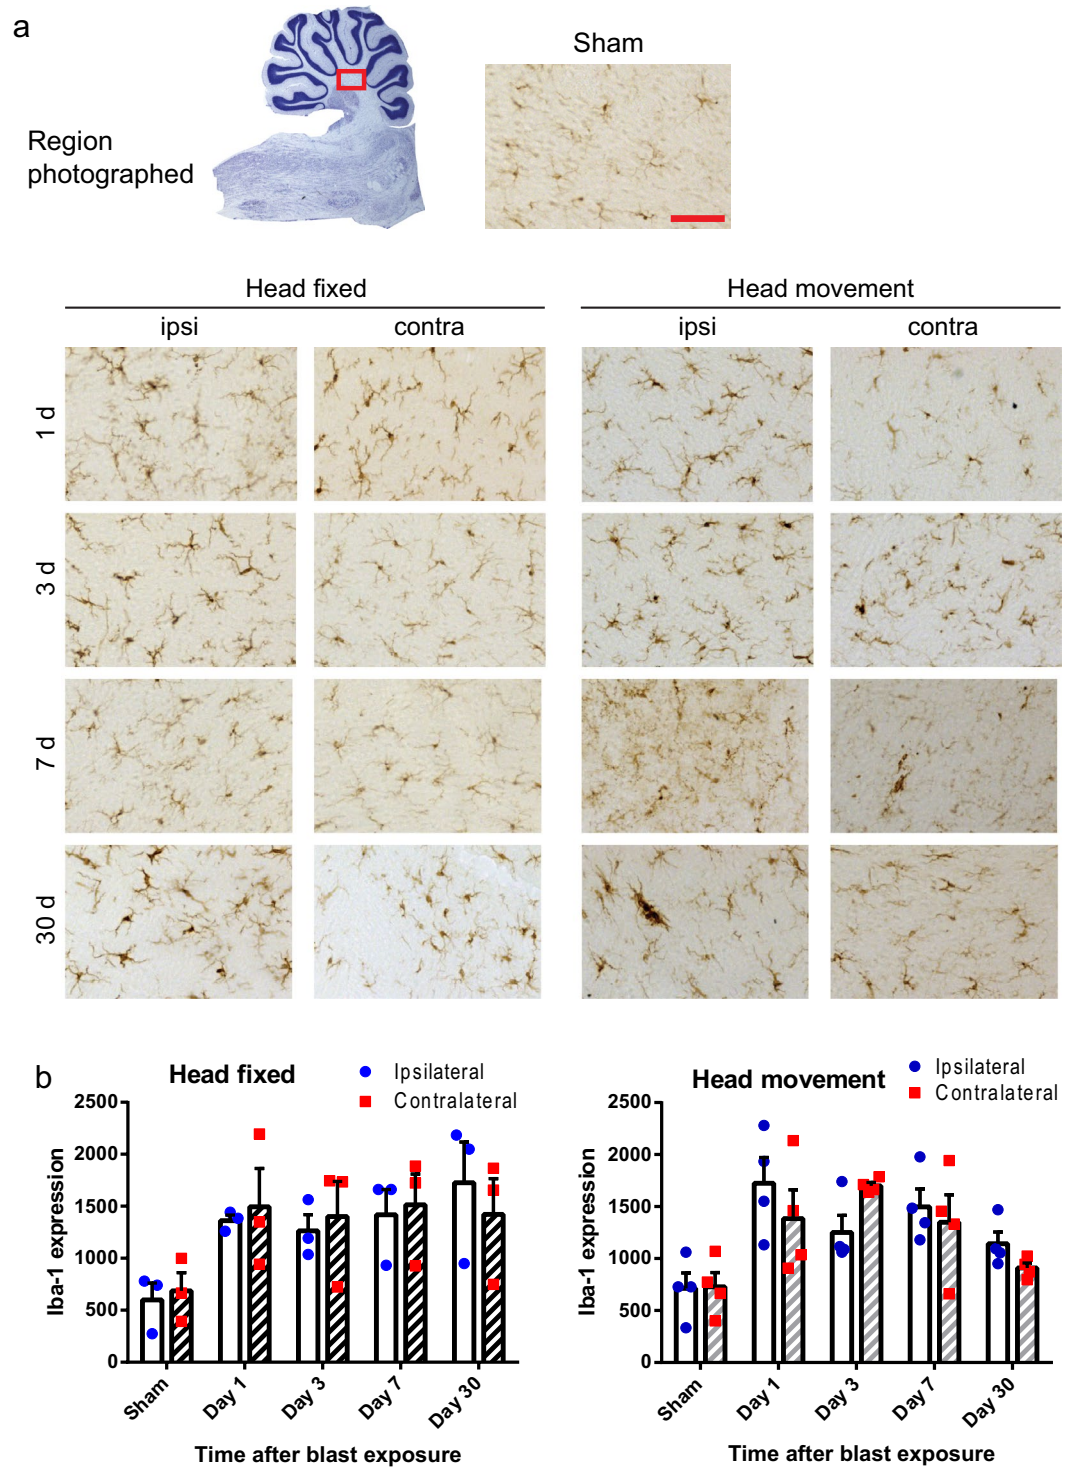 a
Sham
Region
photographed
Head fixed
Head movement
ipsi
contra
ipsi
contra
1 d
3 d
7 d
30 d
b
Head fixed
Ipsilateral
Contralateral
2500
2000
1500
1000
500
0
Iba-1 expression
Sham
Day 1
Day 3
Day 7
Day 30
Time after blast exposure
Head movement
Ipsilateral
Contralateral
2500
2000
1500
1000
500
0
Iba-1 expression
Sham
Day 1
Day 3
Day 7
Day 30
Time after blast exposure